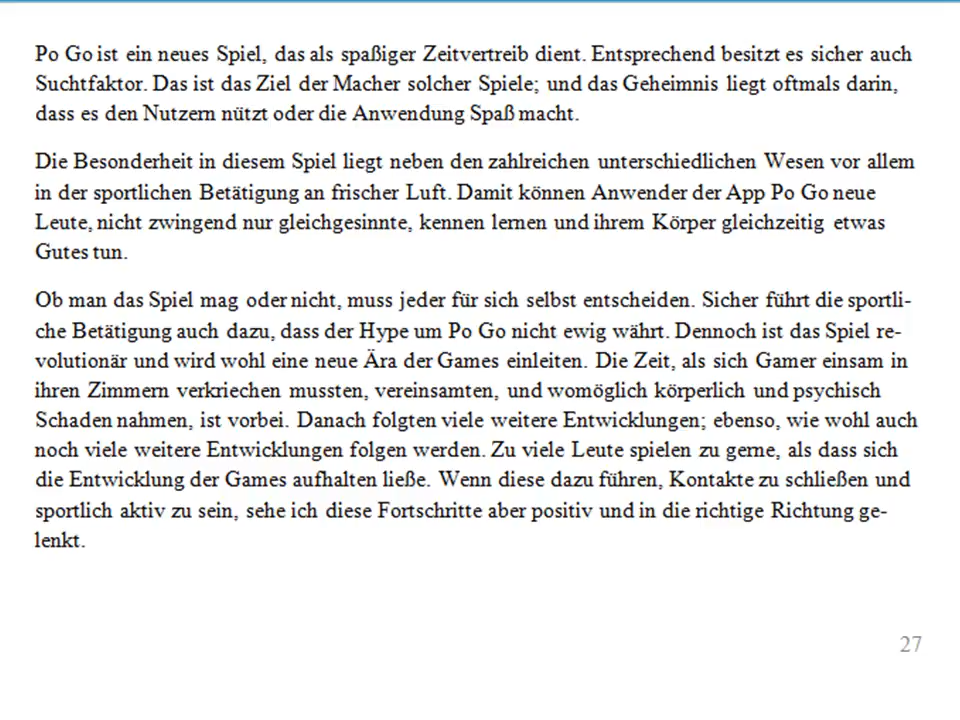 Po Go ist ein neues Spiel, das als spaßiger Zeitvertreib dient. Entsprechend besitzt es sicher auch
Suchtfaktor. Das ist das Ziel der Macher solcher Spiele; und das Geheimnis liegt oftmals darin,
dass es den Nutzern nützt oder die Anwendung Spaß macht.
Die Besonderheit in diesem Spiel liegt neben den zahlreichen unterschiedlichen Wesen vor allem
in der sportlichen Betätigung an frischer Luft. Damit können Anwender der App Po Go neue
Leute, nicht zwingend nur gleichgesinnte, kennen lernen und ihrem Körper gleichzeitig etwas
Gutes tun.
Ob man das Spiel mag oder nicht, muss jeder für sich selbst entscheiden. Sicher führt die sportli-
che Betätigung auch dazu, dass der Hype um Po Go nicht ewig währt. Dennoch ist das Spiel re-
volutionär und wird wohl eine neue Ära der Games einleiten. Die Zeit, als sich Gamer einsam in
ihren Zimmern verkriechen mussten, vereinsamten, und womöglich körperlich und psychisch
Schaden nahmen, ist vorbei. Danach folgten viele weitere Entwicklungen; ebenso, wie wohl auch
noch viele weitere Entwicklungen folgen werden. Zu viele Leute spielen zu gerne, als dass sich
die Entwicklung der Games aufhalten ließe. Wenn diese dazu führen, Kontakte zu schließen und
sportlich aktiv zu sein, sehe ich diese Fortschritte aber positiv und in die richtige Richtung ge-
lenkt.
27